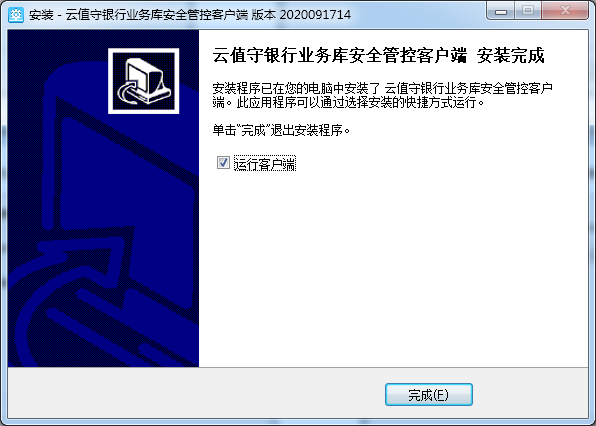 安装 - 云值守银行业务库安全管控客户端 版本 2020091714
云值守银行业务库安全管控客户端 安装完成
安装程序已在您的电脑中安装了 云值守银行业务库安全管控客户
端。此应用程序可以通过选择安装的快捷方式运行。
单击“完成”退出安装程序。
运行客户端
完成(F)